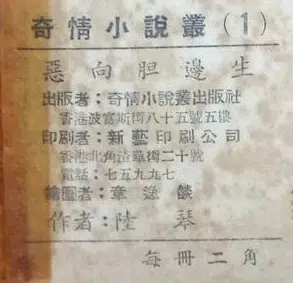 奇情小說叢(1)
惡向胆邊生
出版者:奇情小說叢出版社
香港波富斯街八十五號五樓
印刷者:新藝印刷公司
香港北角渣華街二十號
電話:七五九九七
繪圖者:章逸
作者:陸琴
每冊二角